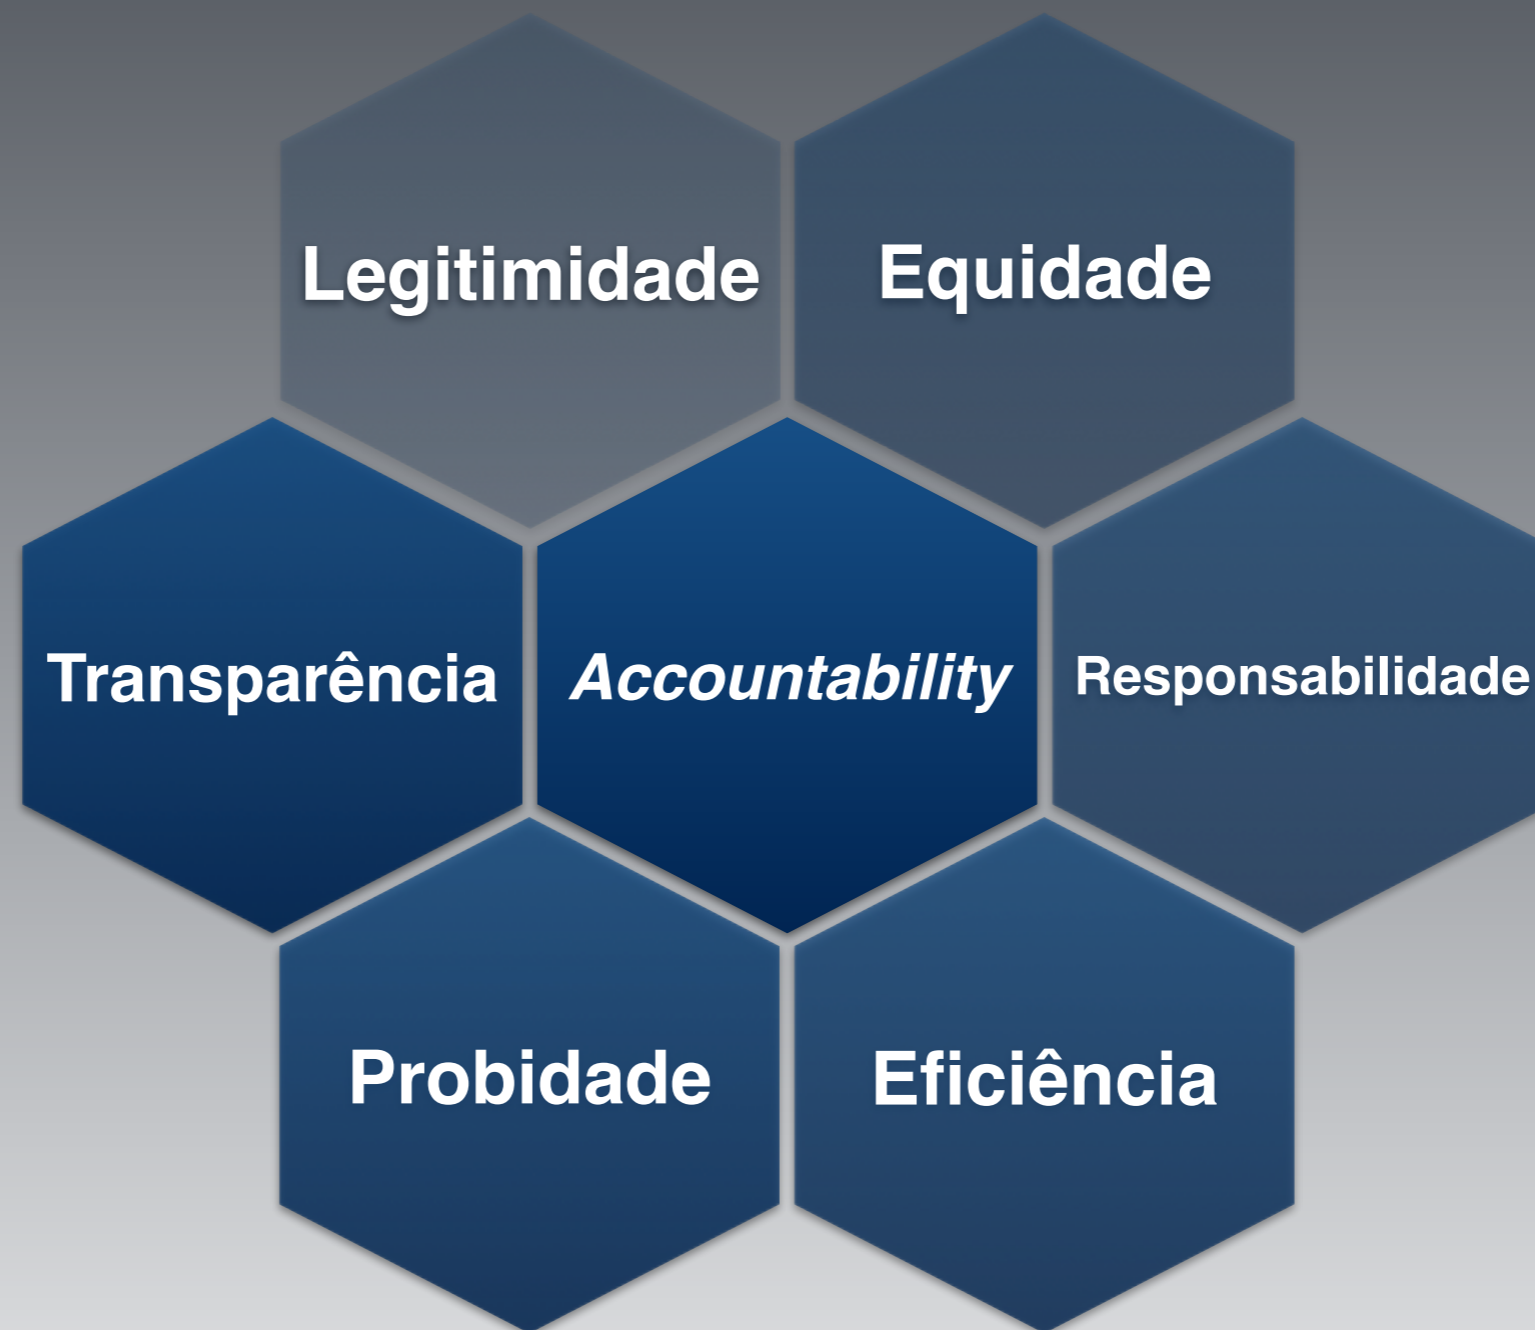 Legitimidade
Equidade
Transparência
Accountability
Responsabilidade
Probidade
Eficiência